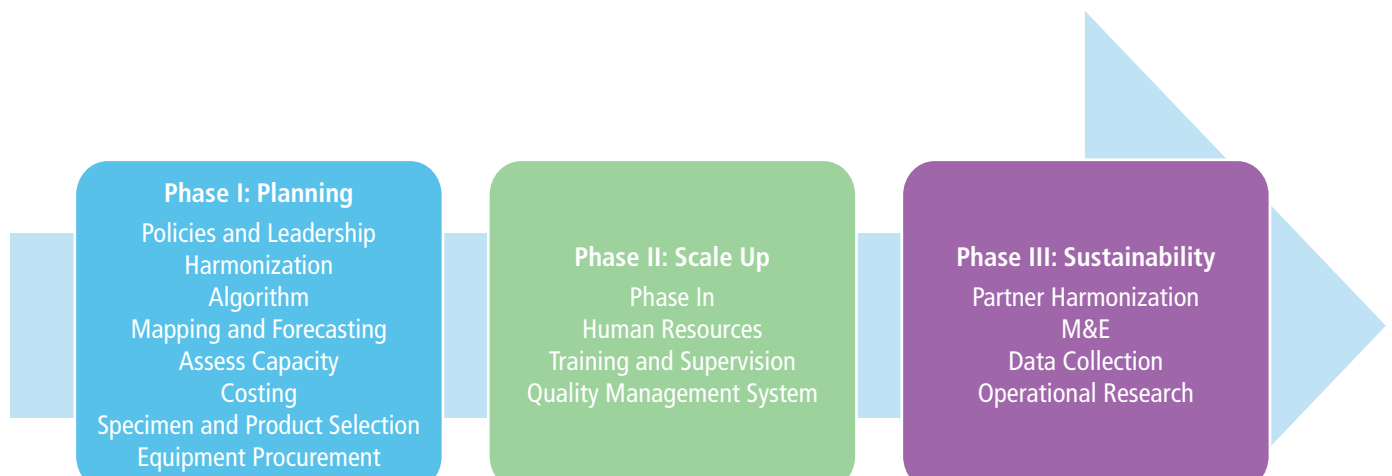 Phase I: Planning
Policies and Leadership
Harmonization
Algorithm
Mapping and Forecasting
Assess Capacity
Costing
Specimen and Product Selection
Equipment Procurement
Phase II: Scale Up
Phase In
Human Resources
Training and Supervision
Quality Management System
Phase III: Sustainability
Partner Harmonization
M&E
Data Collection
Operational Research